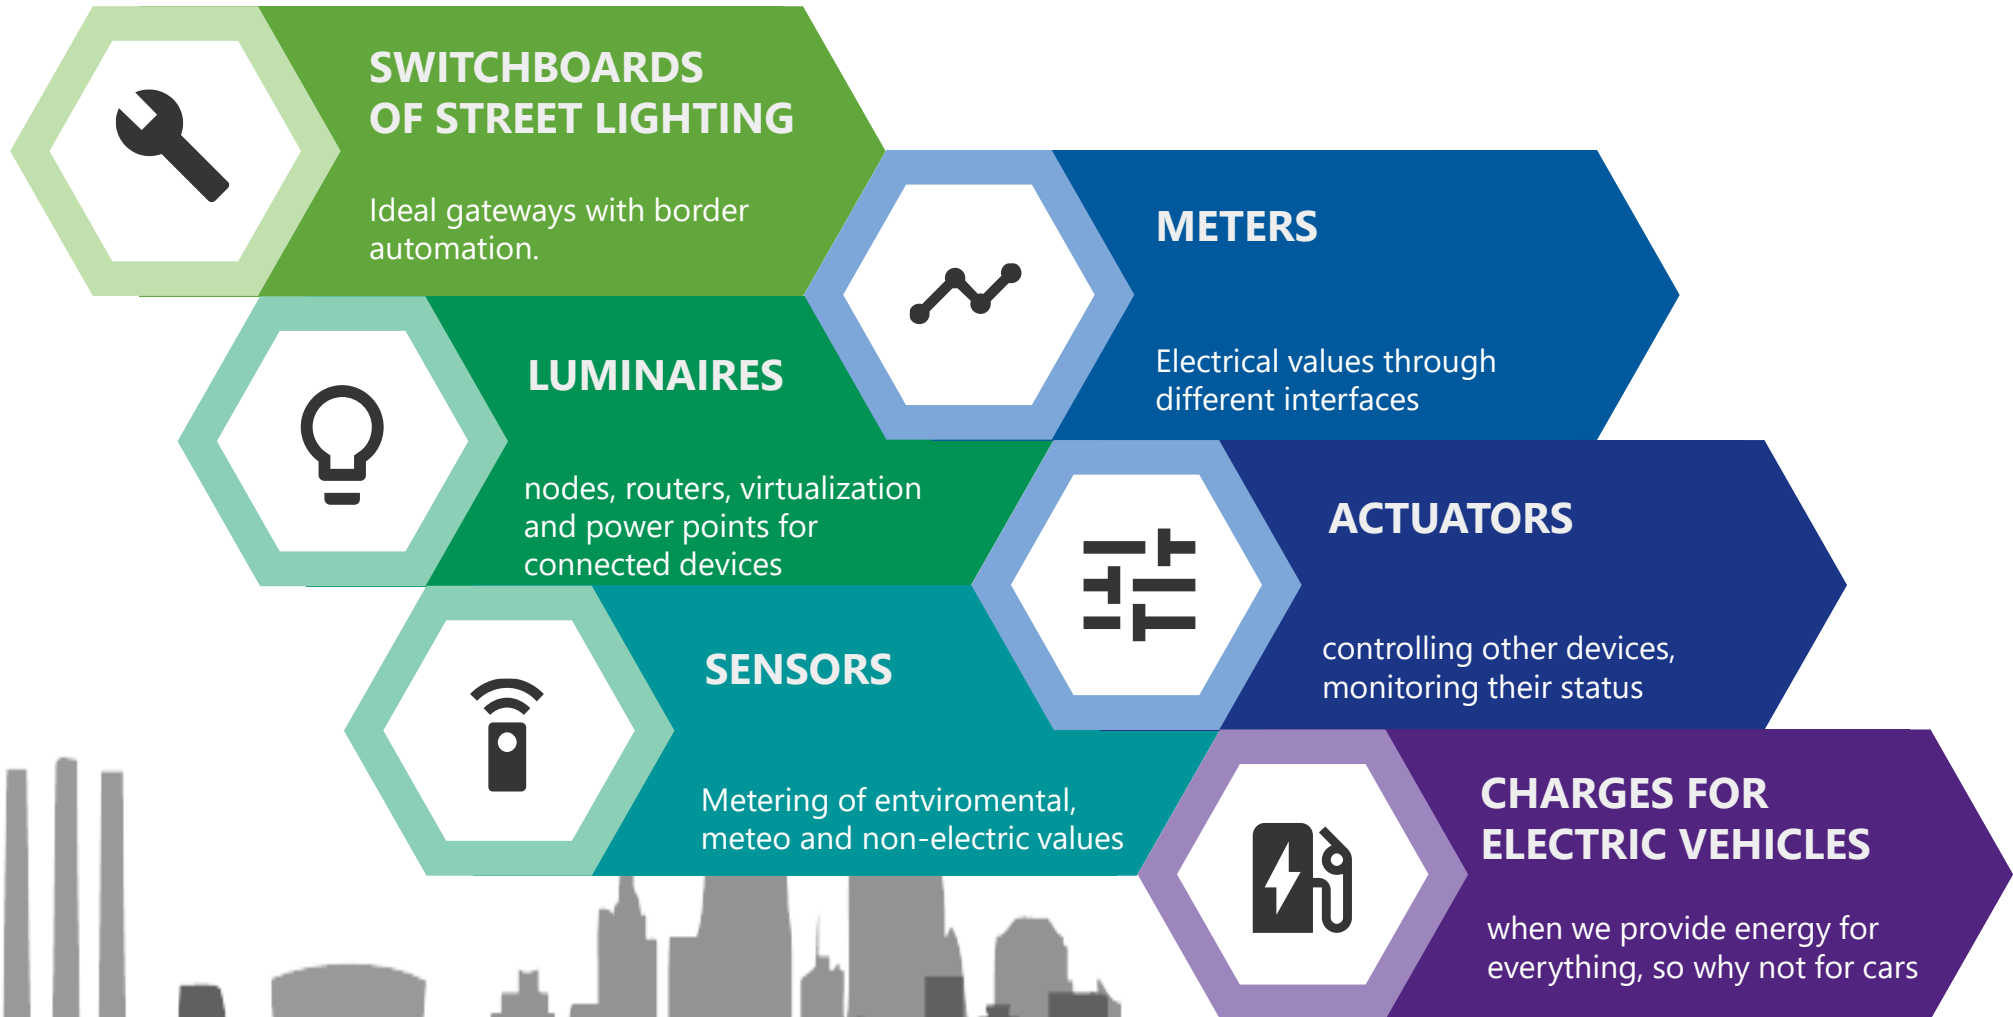 SWITCHBOARDS
OF STREET LIGHTING
Ideal gateways with border
automation.
METERS
Electrical values through
different interfaces
LUMINAIRES
nodes, routers, virtualization
and power points for
connected devices
ACTUATORS
controlling other devices,
monitoring their status
SENSORS
Metering of entviromental,
meteo and non-electric values
CHARGES FOR
ELECTRIC VEHICLES
when we provide energy for
everything, so why not for cars